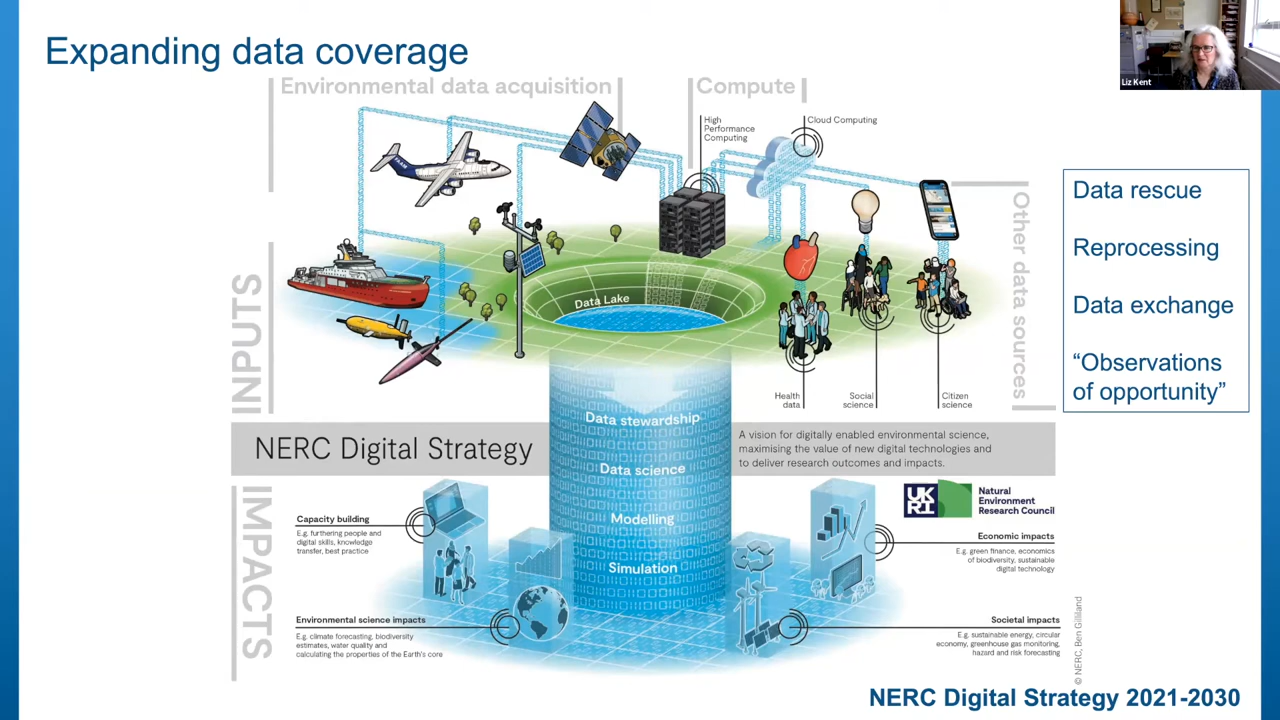 Expanding data coverage
Liz Kent
Environmental data acquisition
Compute
High
Performance
Computing
Cloud Computing
FAAM
INPUTS
Other data sources
Data Lake
Health
data
Social
science
Citizen
science
Data rescue
Reprocessing
Data exchange
“Observations
of opportunity”
Data stewardship
Data science
Modelling
Simulation
NERC Digital Strategy
A vision for digitally enabled environmental science,
maximising the value of new digital technologies and
to deliver research outcomes and impacts.
IMPACTS
Capacity building
E.g. furthering people and
digital skills, knowledge
transfer, best practice
UK
RI
Natural
Environment
Research Council
Economic impacts
E.g. green finance, economics
of biodiversity, sustainable
digital technology
Environmental science impacts
E.g. climate forecasting, biodiversity
estimates, water quality and
calculating the properties of the Earth's core
Societal impacts
E.g. sustainable energy, circular
economy, greenhouse gas monitoring,
hazard and risk forecasting
© NERC, Ben Gilliland
NERC Digital Strategy 2021-2030